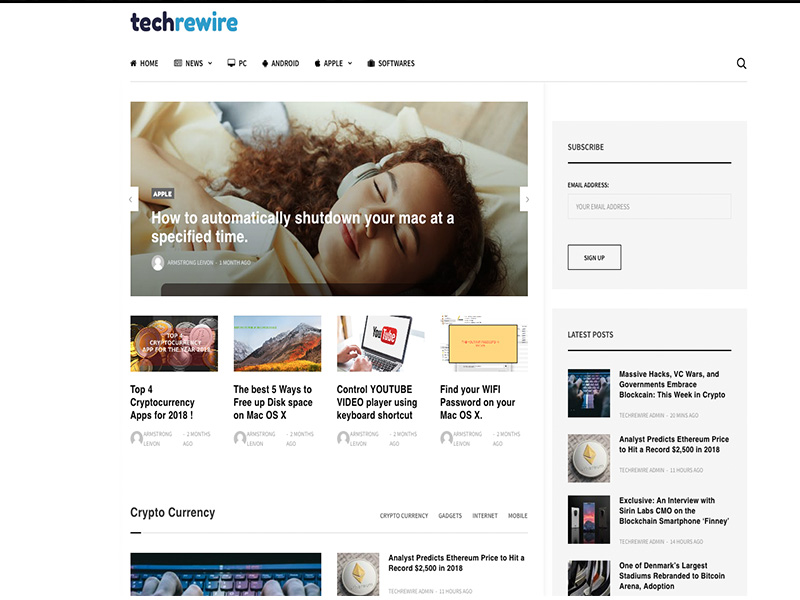 techrewire
HOME
NEWS
PC
ANDROID
APPLE
SOFTWARES
APPLE
How to automatically shutdown your mac at a
specified time.
ARMSTRONG LEIVON - 1 MONTH AGO
TOP 4
CRYPTOCURRENCY
APP FOR THE YEAR 2018
YouTube
Top 4
Cryptocurrency
Apps for 2018 !
ARMSTRONG
LEIVON
- 2 MONTHS
AGO
The best 5 Ways to
Free up Disk space
on Mac OS X
ARMSTRONG
LEIVON
- 2 MONTHS
AGO
Control YOUTUBE
VIDEO player using
keyboard shortcut
ARMSTRONG
LEIVON
- 2 MONTHS
AGO
Find your WIFI
Password on your
Mac OS X.
ARMSTRONG
LEIVON
- 2 MONTHS
AGO
Crypto Currency
CRYPTO CURRENCY
GADGETS
INTERNET
MOBILE
Analyst Predicts Ethereum Price to Hit a
Record $2,500 in 2018
TECHREWIRE ADMIN - 11 HOURS AGO
SUBSCRIBE
EMAIL ADDRESS:
YOUR EMAIL ADDRESS
SIGN UP
LATEST POSTS
Massive Hacks, VC Wars, and
Governments Embrace
Blockcain: This Week in Crypto
TECHREWIRE ADMIN - 20 MINS AGO
Analyst Predicts Ethereum Price
to Hit a Record $2,500 in 2018
TECHREWIRE ADMIN - 11 HOURS AGO
Exclusive: An Interview with
Sirin Labs CMO on the
Blockchain Smartphone ‘Finney’
TECHREWIRE ADMIN - 14 HOURS AGO
One of Denmark's Largest
Stadiums Rebranded to Bitcoin
Arena, Adoption